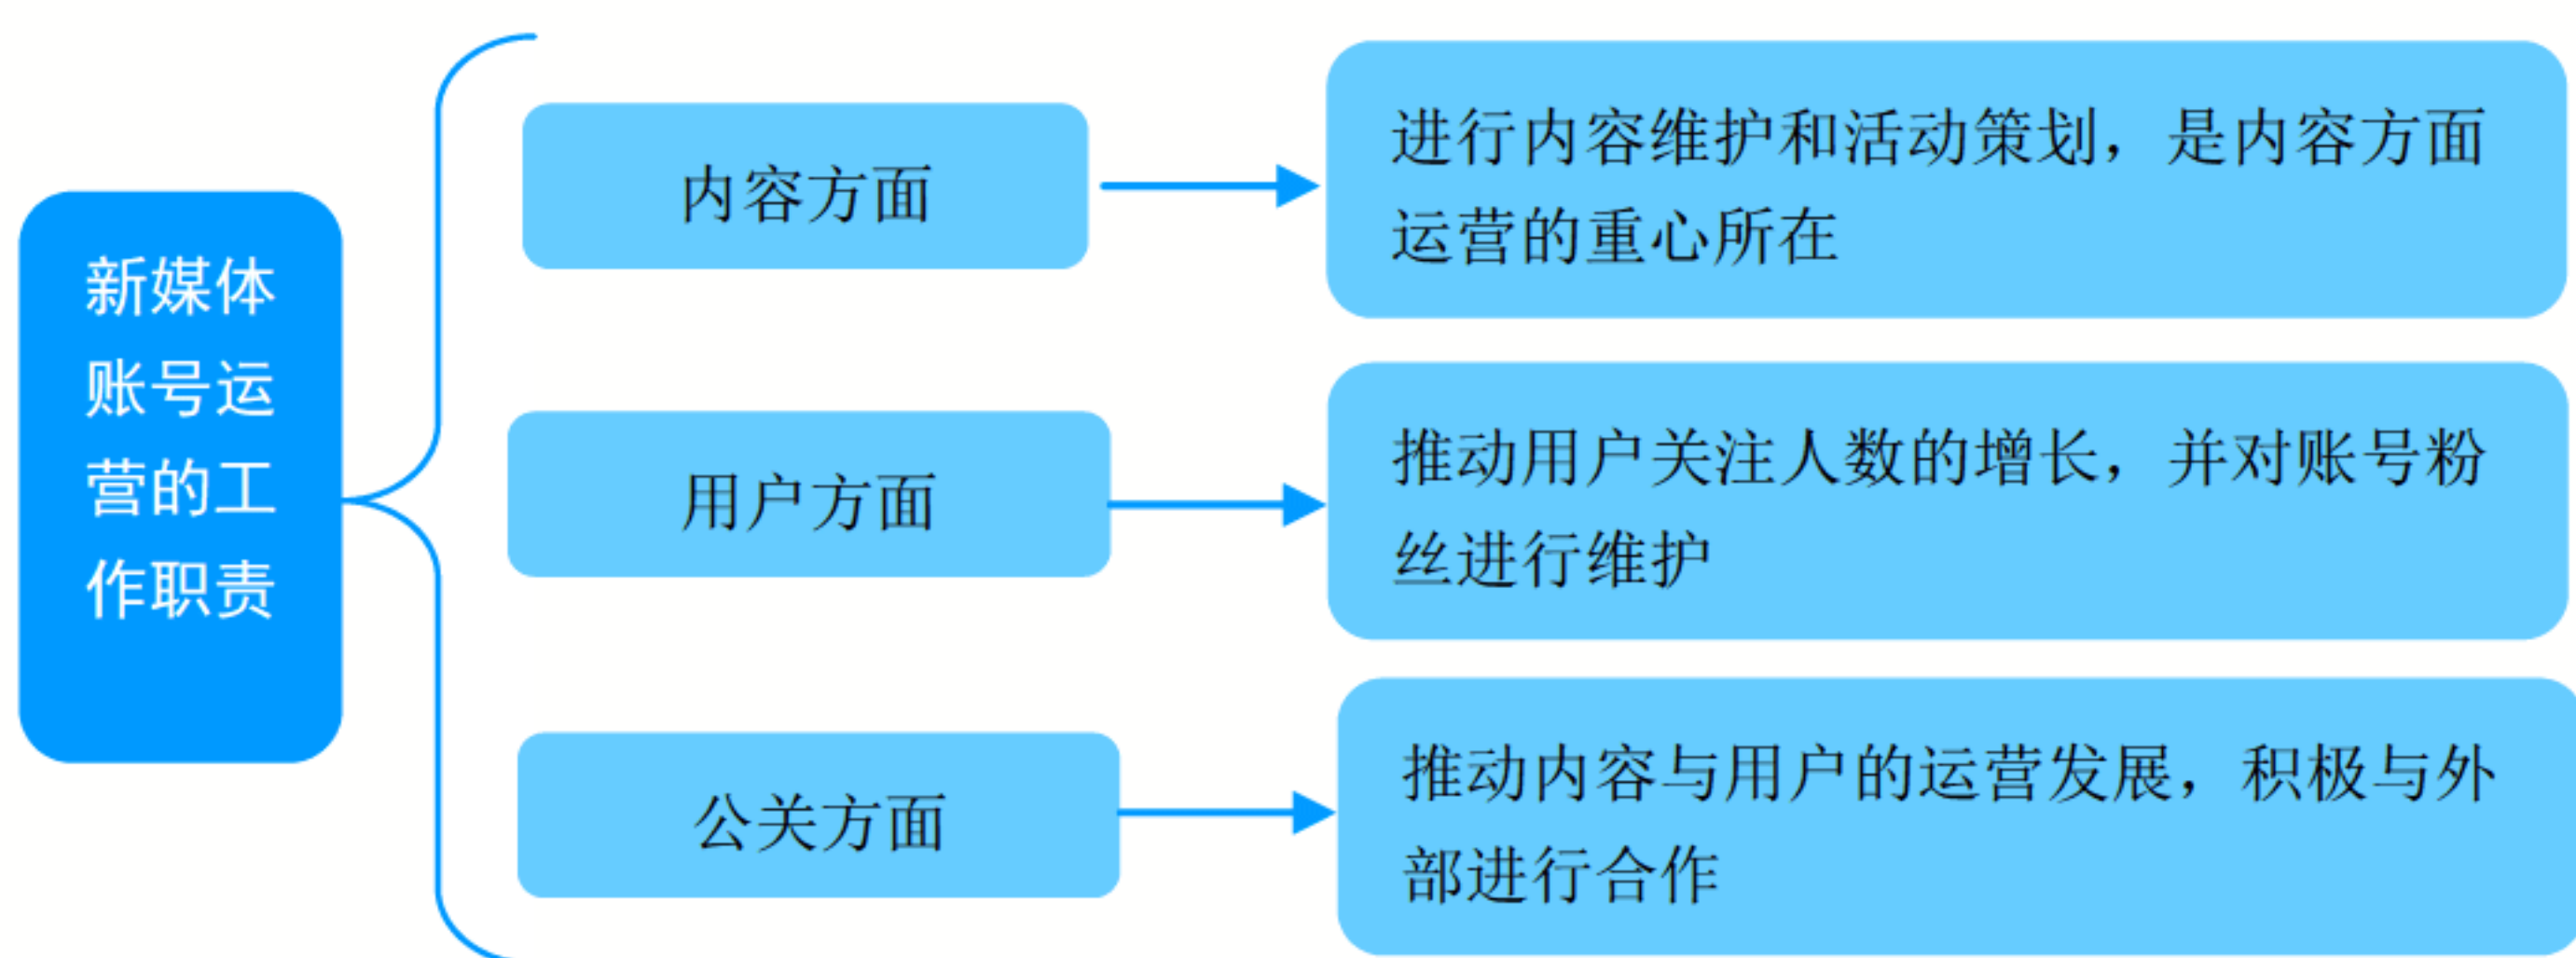 新媒体
账号运
营的工
作职责
内容方面
进行内容维护和活动策划，是内容方面
运营的重心所在
用户方面
推动用户关注人数的增长，并对账号粉
丝进行维护
公关方面
推动内容与用户的运营发展，积极与外
部进行合作